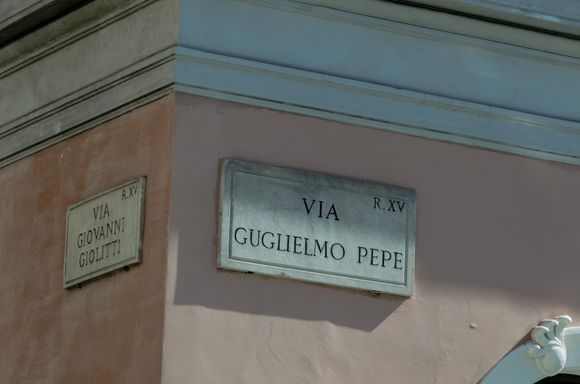 R.XV
VIA
GIOVANNI
GIOLITTI
VIA R.XV
GUGLIELMO PEPE